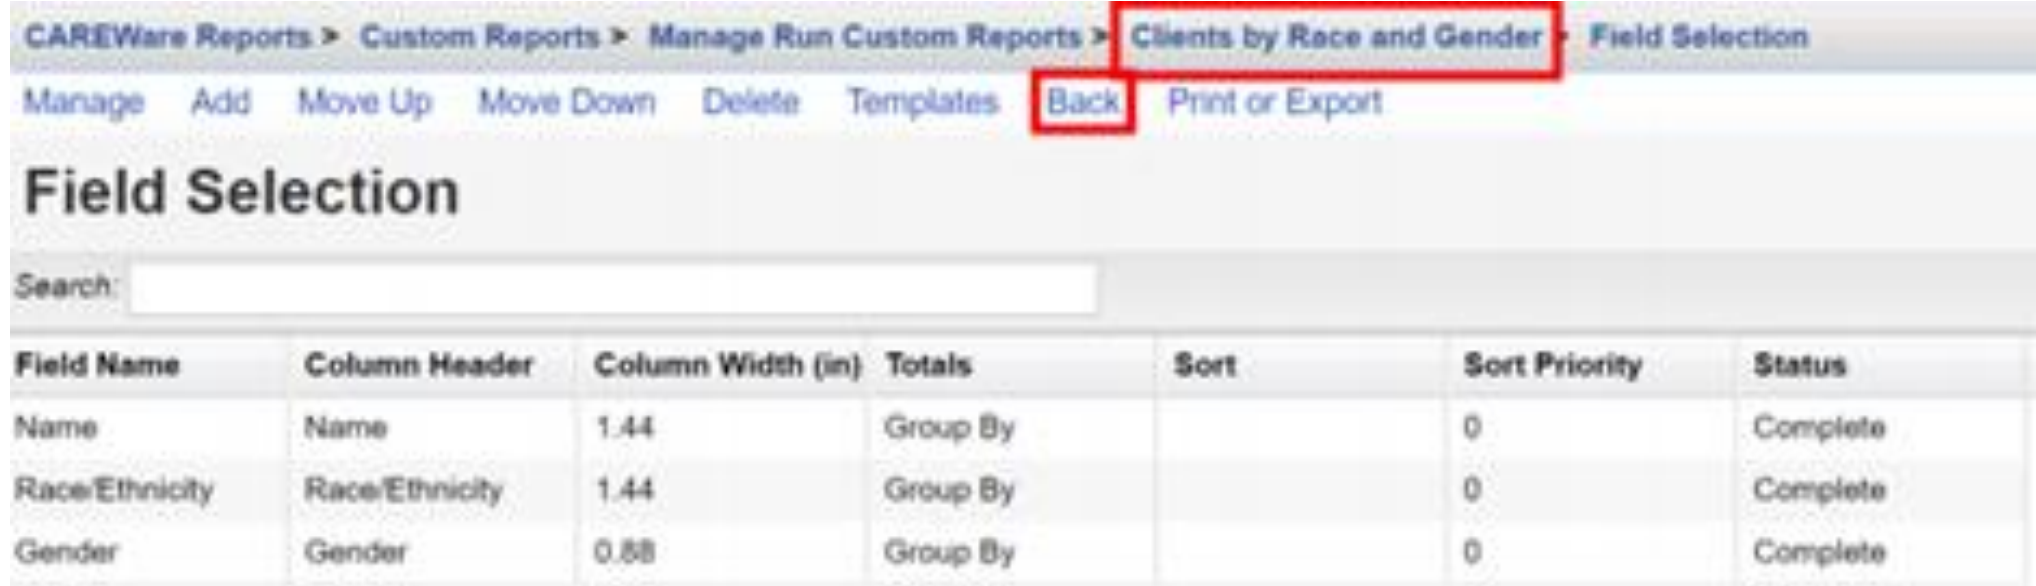 CAREWare Reports > Custom Reports > Manage Run Custom Reports > Clients by Race and Gender Field Selection
Manage Add Move Up Move Down Delete Templates Back Print or Export
Field Selection
Search:
Field Name Column Header Column Width (in) Totals Sort Sort Priority Status
Name Name 1.44 Group By 0 Complete
Race/Ethnicity Race/Ethnicity 1.44 Group By 0 Complete
Gender Gender 0.88 Group By 0 Complete